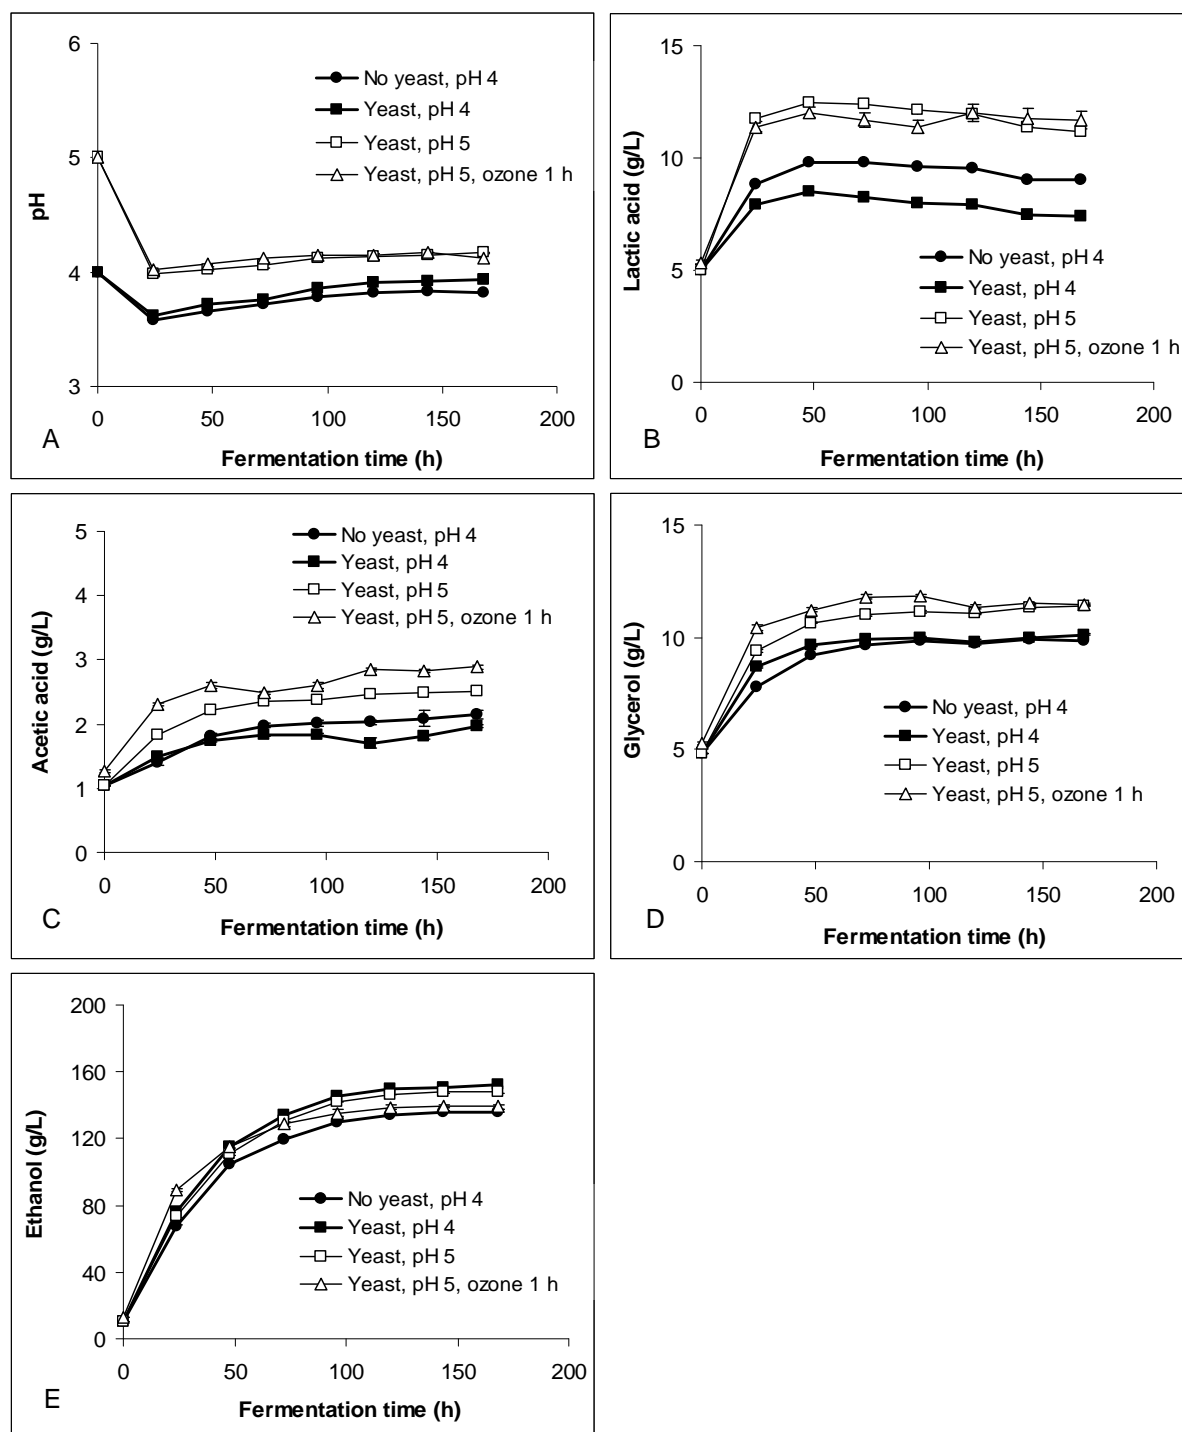 6
5
4
3
pH
No yeast, pH 4
Yeast, pH 4
Yeast, pH 5
Yeast, pH 5, ozone 1 h
0 50 100 150 200
A
Fermentation time (h)
15
10
5
0
Lactic acid (g/L)
No yeast, pH 4
Yeast, pH 4
Yeast, pH 5
Yeast, pH 5, ozone 1 h
0 50 100 150 200
B
Fermentation time (h)
5
4
3
2
1
0
Acetic acid (g/L)
No yeast, pH 4
Yeast, pH 4
Yeast, pH 5
Yeast, pH 5, ozone 1 h
0 50 100 150 200
C
Fermentation time (h)
15
10
5
0
Glycerol (g/L)
No yeast, pH 4
Yeast, pH 4
Yeast, pH 5
Yeast, pH 5, ozone 1 h
0 50 100 150 200
D
Fermentation time (h)
200
160
120
80
40
0
Ethanol (g/L)
No yeast, pH 4
Yeast, pH 4
Yeast, pH 5
Yeast, pH 5, ozone 1 h
0 50 100 150 200
E
Fermentation time (h)